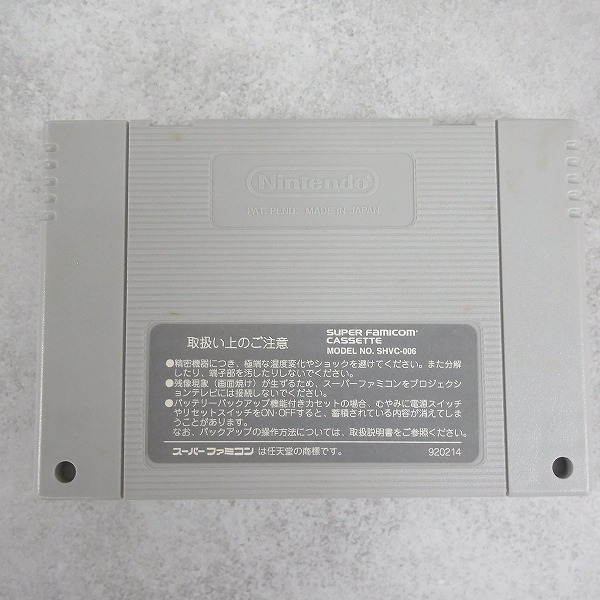 Nintendo
PAT. PEND. MADE IN JAPAN
取扱い上のご注意
SUPER FAMICOM
CASSETTE
MODEL NO. SHVC-006
●精密機器につき、極端な温度変化やショックを避けてください。また分解
したり、端子部を汚したりしないでください。
●残像現象（画面焼け）が生ずるため、スーパーファミコンをプロジェクシ
ョンテレビには接続しないでください。
●バッテリーバックアップ機能付きカセットの場合、むやみに電源スイッチ
やリセットスイッチをON・OFFすると、蓄積されている内容が消えてしま
うことがあります。
なお、バックアップの操作方法については、取扱説明書をご参照ください。
スーパーファミコン は任天堂の商標です。
920214